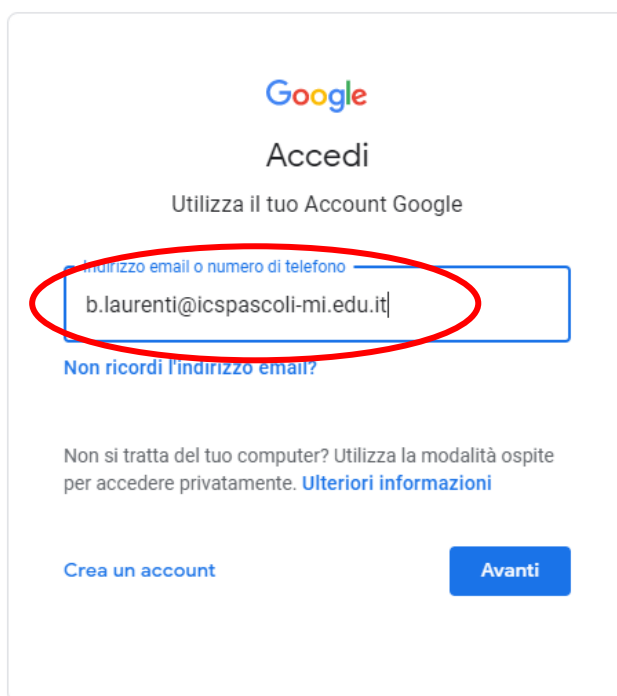 Google
Accedi
Utilizza il tuo Account Google
Indirizzo email o numero di telefono
b.laurenti@icspascoli-mi.edu.it
Non ricordi l'indirizzo email?
Non si tratta del tuo computer? Utilizza la modalità ospite
per accedere privatamente. Ulteriori informazioni
Crea un account
Avanti